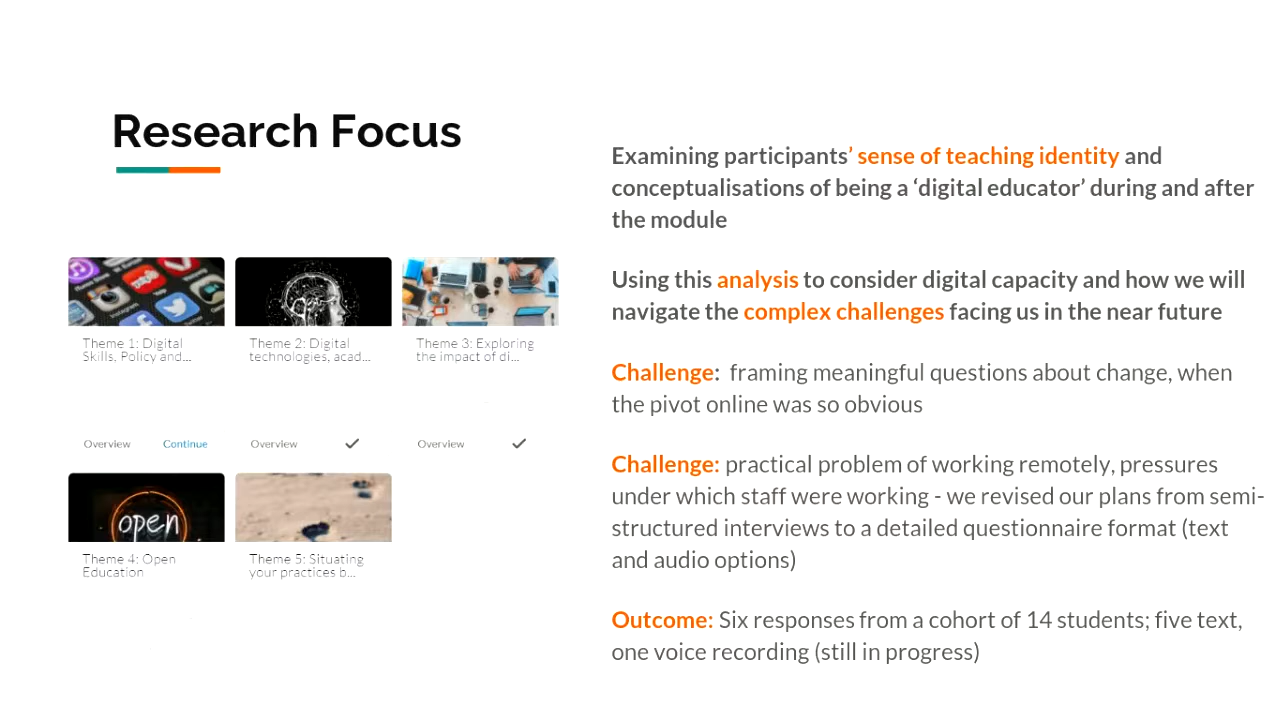 Research Focus
Examining participants’ sense of teaching identity and
conceptualisations of being a ‘digital educator’ during and after
the module
Using this analysis to consider digital capacity and how we will
navigate the complex challenges facing us in the near future
Challenge:  framing meaningful questions about change, when
the pivot online was so obvious
Challenge: practical problem of working remotely, pressures
under which staff were working - we revised our plans from semi-
structured interviews to a detailed questionnaire format (text
and audio options)
Outcome: Six responses from a cohort of 14 students; five text,
one voice recording (still in progress)
Theme 1: Digital
Skills, Policy and...
Theme 2: Digital
technologies, acad...
Theme 3: Exploring
the impact of di...
Overview
Continue
Overview
Overview
open
Theme 4: Open
Education
Theme 5: Situating
your practices b...